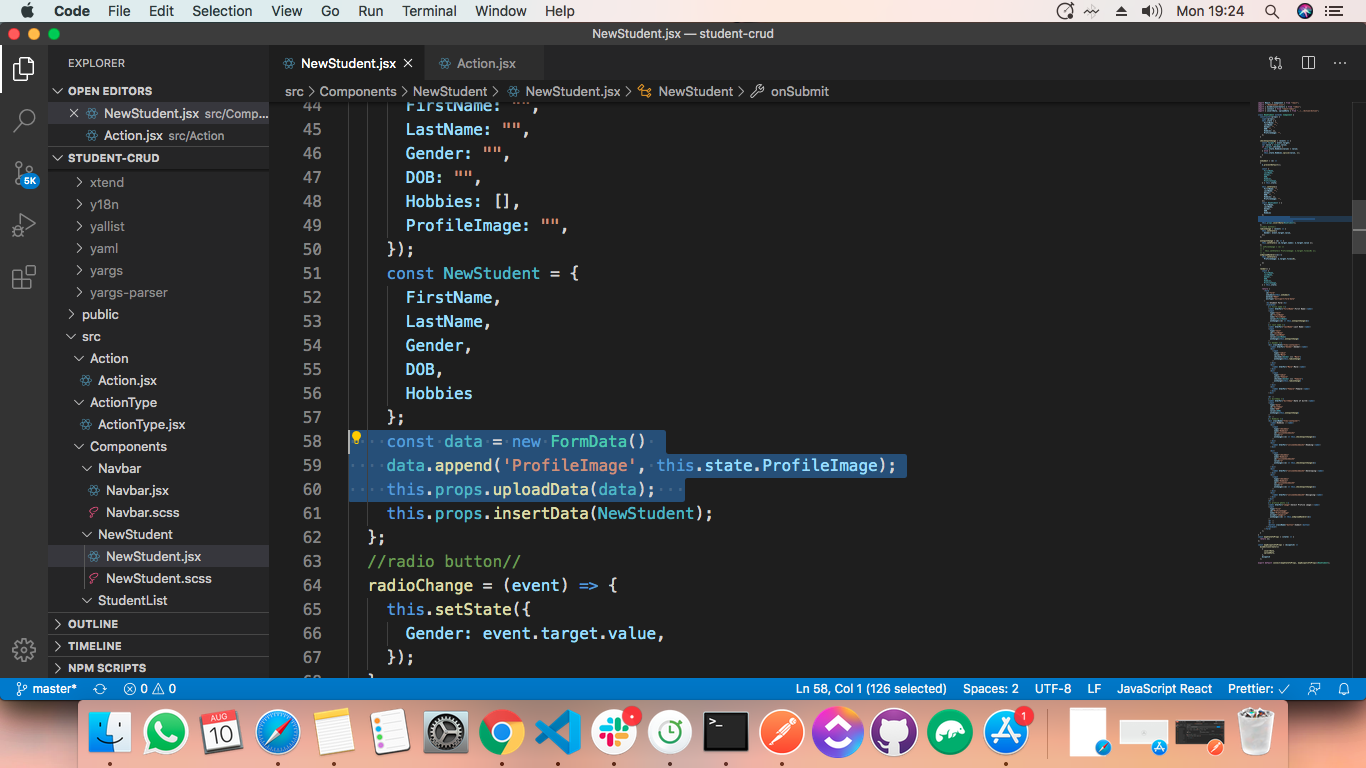 Code File Edit Selection View Go Run Terminal Window Help Mon 19:24
NewStudent.jsx — student-crud
EXPLORER
OPEN EDITORS
NewStudent.jsx src/Comp...
Action.jsx src/Action
STUDENT-CRUD
xtend
y18n
yallist
yaml
yargs
yargs-parser
public
src
Action
Action.jsx
ActionType
ActionType.jsx
Components
Navbar
Navbar.jsx
Navbar.scss
NewStudent
NewStudent.jsx
NewStudent.scss
StudentList
OUTLINE
TIMELINE
NPM SCRIPTS
5K
NewStudent.jsx Action.jsx
src > Components > NewStudent > NewStudent.jsx > NewStudent > onSubmit
44 FirstName: "",
45 LastName: "",
46 Gender: "",
47 DOB: "",
48 Hobbies: [],
49 ProfileImage: "",
50 });
51 const NewStudent = {
52 FirstName,
53 LastName,
54 Gender,
55 DOB,
56 Hobbies
57 };
58 const data = new FormData()
59 data.append('ProfileImage', this.state.ProfileImage);
60 this.props.uploadData(data);
61 this.props.insertData(NewStudent);
62 };
63 //radio button//
64 radioChange = (event) => {
65 this.setState({
66 Gender: event.target.value,
67 });
master* 0 0 Ln 58, Col 1 (126 selected) Spaces: 2 UTF-8 LF JavaScript React Prettier: ✓
AUG
10
1